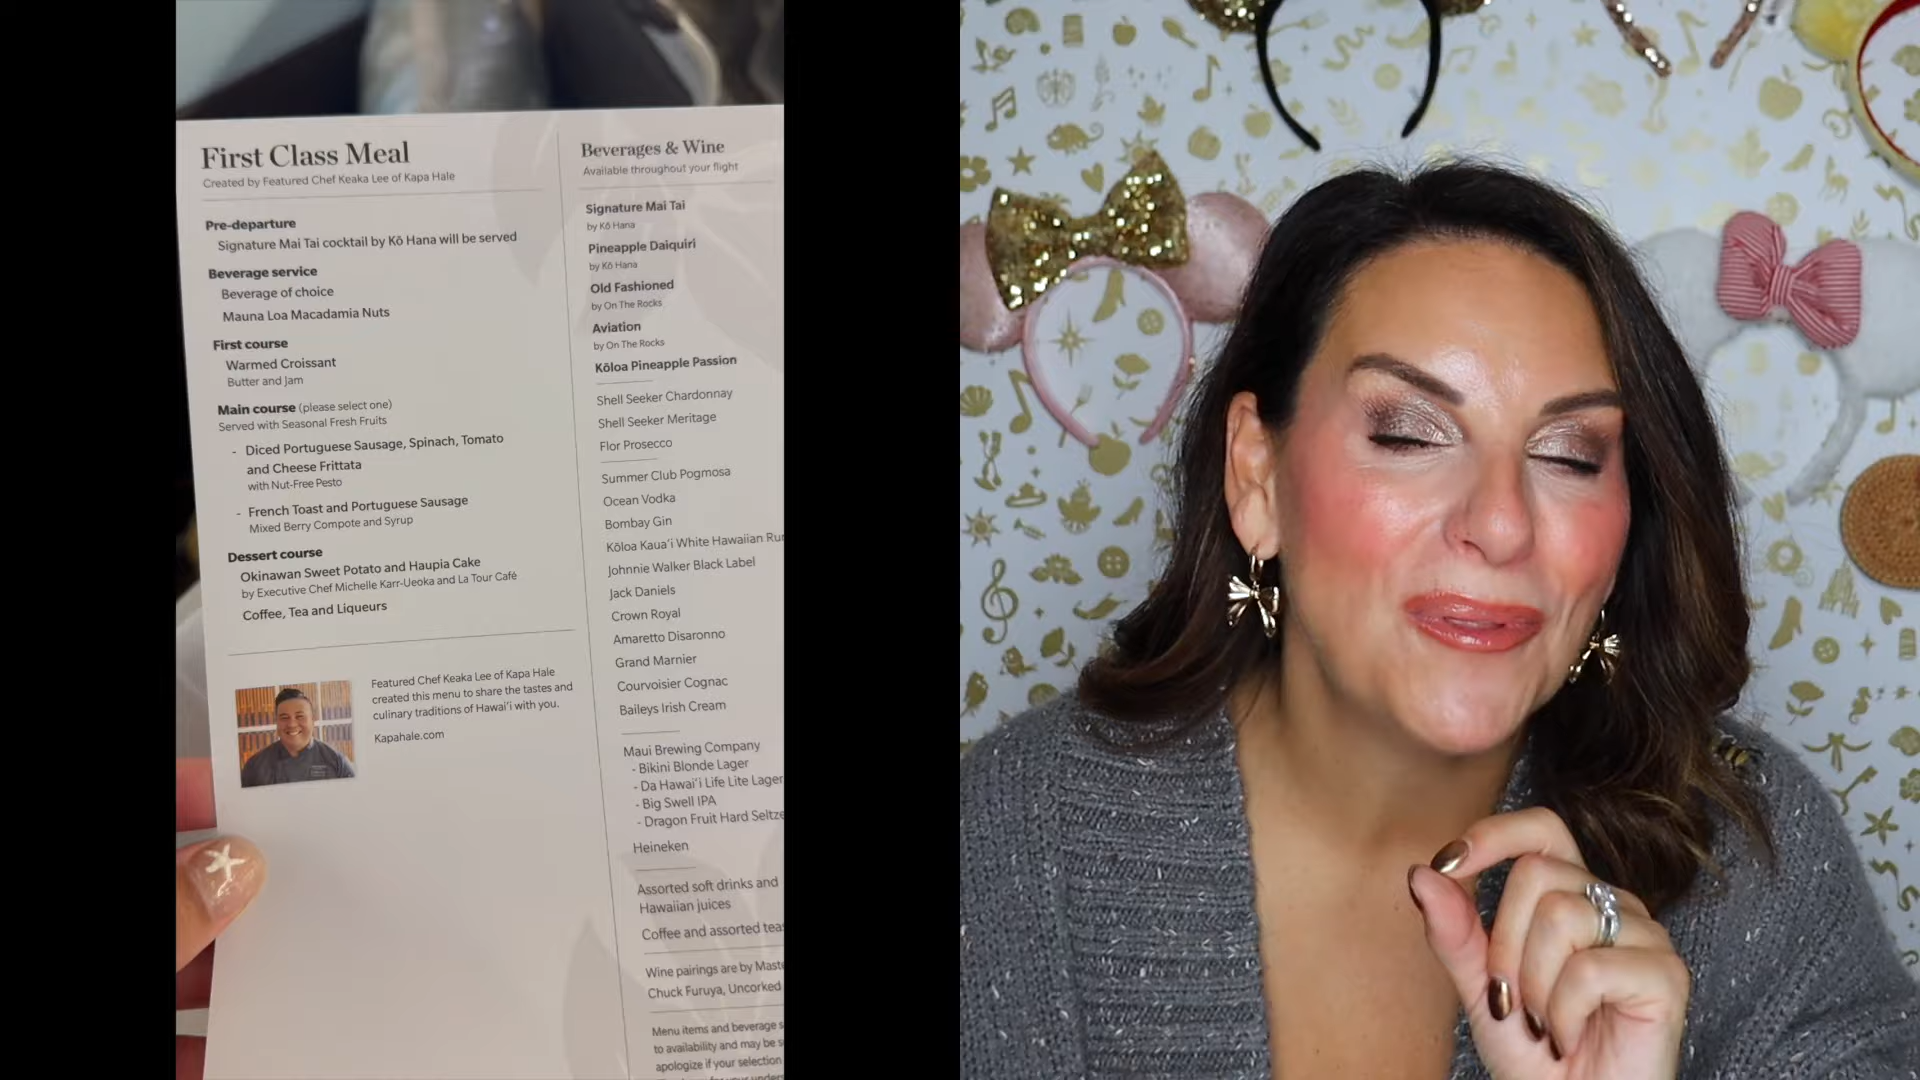 First Class Meal
Created by Featured Chef Keaka Lee of Kapa Hale
Pre-departure
Signature Mai Tai cocktail by Kō Hana will be served
Beverage service
Beverage of choice
Mauna Loa Macadamia Nuts
First course
Warmed Croissant
Butter and Jam
Main course (please select one)
Served with Seasonal Fresh Fruits
- Diced Portuguese Sausage, Spinach, Tomato
and Cheese Frittata
with Nut-Free Pesto
- French Toast and Portuguese Sausage
Mixed Berry Compote and Syrup
Dessert course
Okinawan Sweet Potato and Haupia Cake
by Executive Chef Michelle Karr-Ueoka and La Tour Café
Coffee, Tea and Liqueurs
Featured Chef Keaka Lee of Kapa Hale
created this menu to share the tastes and
culinary traditions of Hawai‘i with you.
Kapahale.com
Beverages & Wine
Available throughout your flight
Signature Mai Tai
by Kō Hana
Pineapple Daiquiri
by Kō Hana
Old Fashioned
by On The Rocks
Aviation
by On The Rocks
Kōloa Pineapple Passion
Shell Seeker Chardonnay
Shell Seeker Meritage
Flor Prosecco
Summer Club Pogmosa
Ocean Vodka
Bombay Gin
Kōloa Kaua‘i White Hawaiian
Johnnie Walker Black Label
Jack Daniels
Crown Royal
Amaretto Disaronno
Grand Marnier
Courvoisier Cognac
Baileys Irish Cream
Maui Brewing Company
- Bikini Blonde Lager
- Da Hawai‘i Life Lite Lager
- Big Swell IPA
- Dragon Fruit Hard
Heineken
Assorted soft drinks and
Hawaiian juices
Coffee and assorted
Wine pairings are by
Chuck Furuya, Uncorked
Menu items and beverage
to availability and may be
apologize if your selection